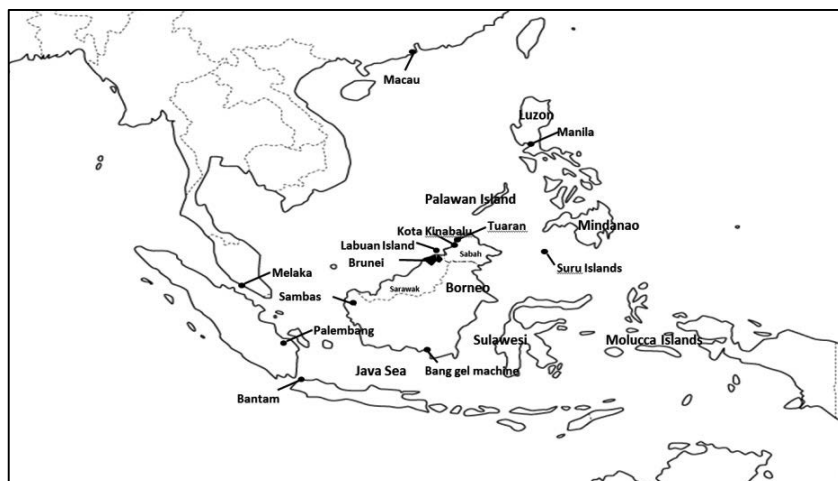 Macau
Luzon
Manila
Palawan Island
Kota Kinabalu
Tuaran
Mindanao
Labuan Island
Sabah
Brunei
Suru Islands
Melaka
Sarawak
Borneo
Sambas
Palembang
Sulawesi
Molucca Islands
Java Sea
Bang gel machine
Bantam